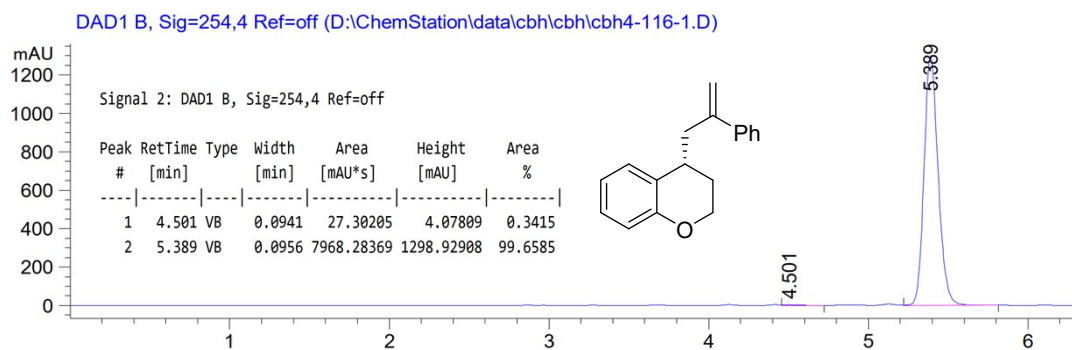 DAD1 B, Sig=254,4 Ref=off (D:\ChemStation\data\cbh\cbh\cbh4-116-1.D)
mAU
1200
1000
800
600
400
200
0
Signal 2: DAD1 B, Sig=254,4 Ref=off
Peak RetTime Type Width Area Height Area
# [min] [min] [mAU*s] [mAU] %
----|-------|----|-------|----------|----------|--------|
1 4.501 VB 0.0941 27.30205 4.07809 0.3415
2 5.389 VB 0.0956 7968.28369 1298.92908 99.6585
Ph
O
4.501
5.389
1 2 3 4 5 6